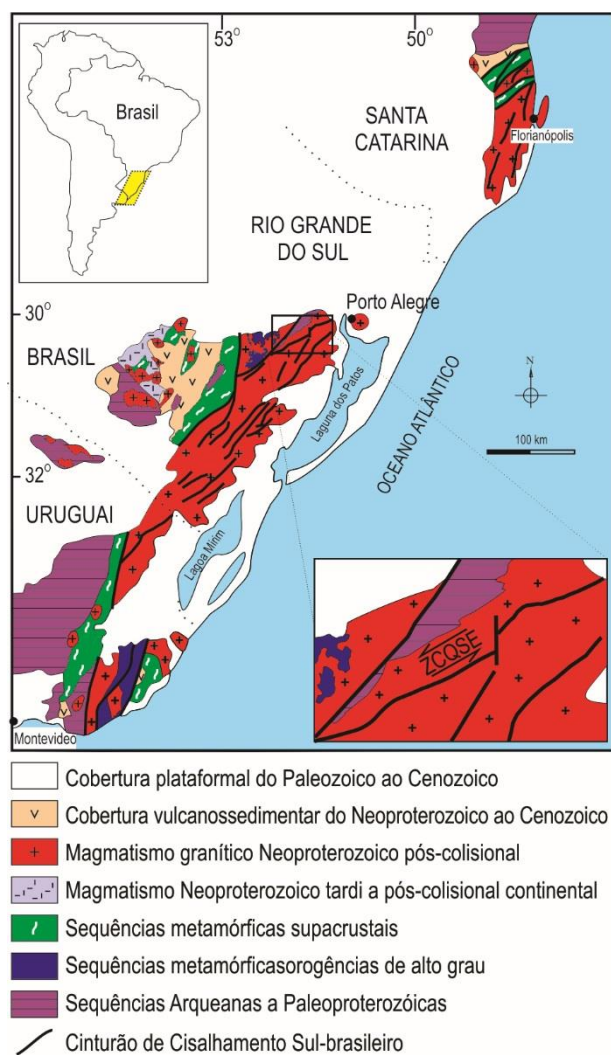 53
50
Brasil
SANTA
CATARINA
Florianópolis
RIO GRANDE
DO SUL
30°
Porto Alegre
BRASIL
Laguna dos Patos
OCEANO ATLÂNTICO
N
100 km
32°
URUGUAI
Lagoa Mirim
ZCQSE
Montevideo
Cobertura plataformal do Paleozoico ao Cenozoico
Cobertura vulcanossedimentar do Neoproterozoico ao Cenozoico
Magmatismo granítico Neoproterozoico pós-colisional
Magmatismo Neoproterozoico tardi a pós-colisional continental
Sequências metamórficas supacrustais
Sequências metamórficasorogências de alto grau
Sequências Arqueanas a Paleoproterozóicas
Cinturão de Cisalhamento Sul-brasileiro